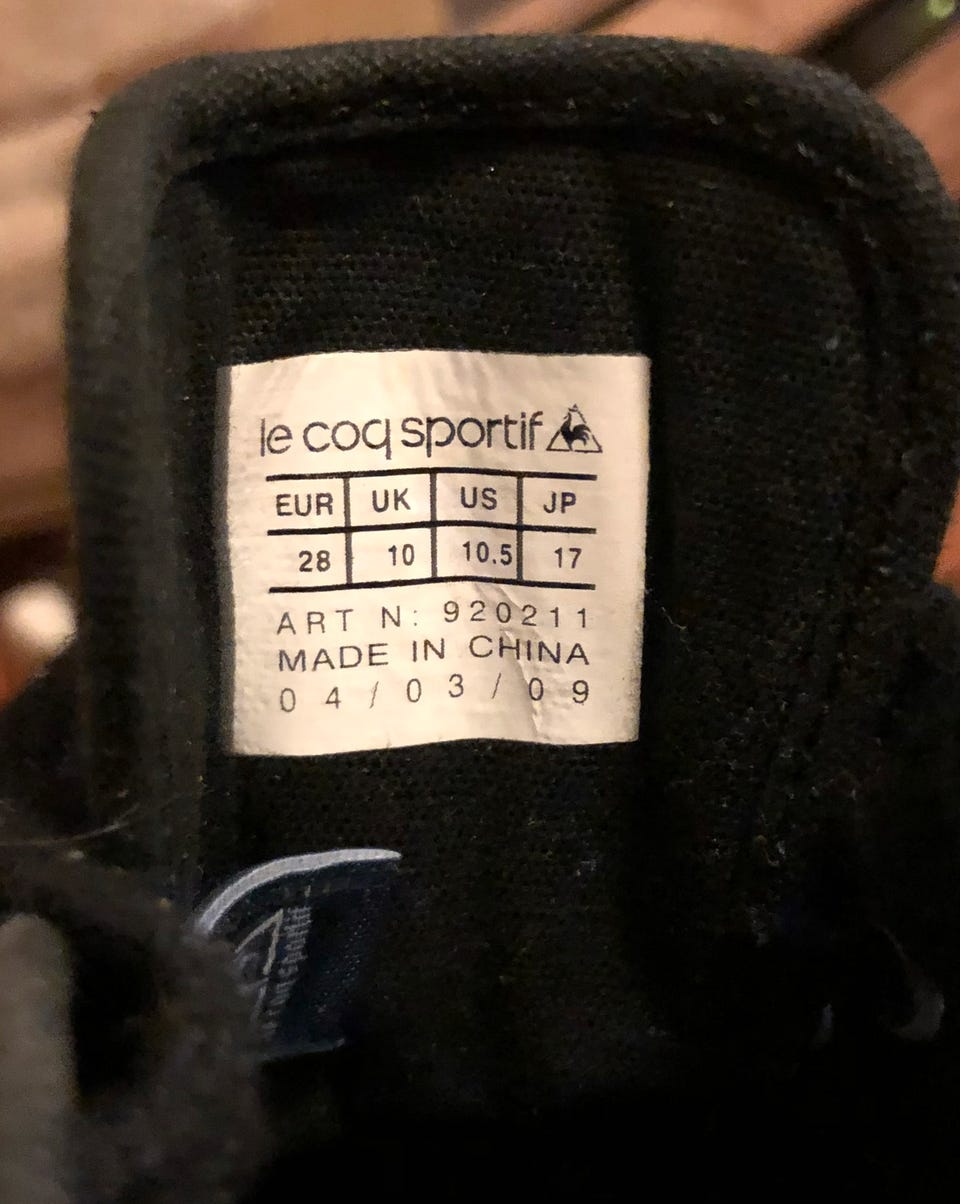 le coq sportif
EUR UK US JP
28 10 10.5 17
ART N: 920211
MADE IN CHINA
04/03/09
sportif